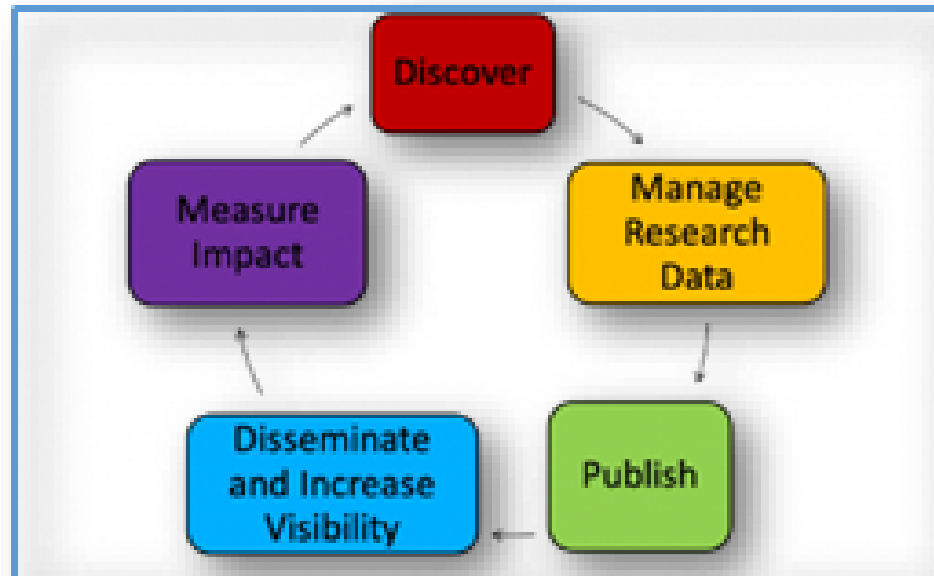 Discover
Manage
Research
Data
Publish
Disseminate
and Increase
Visibility
Measure
Impact